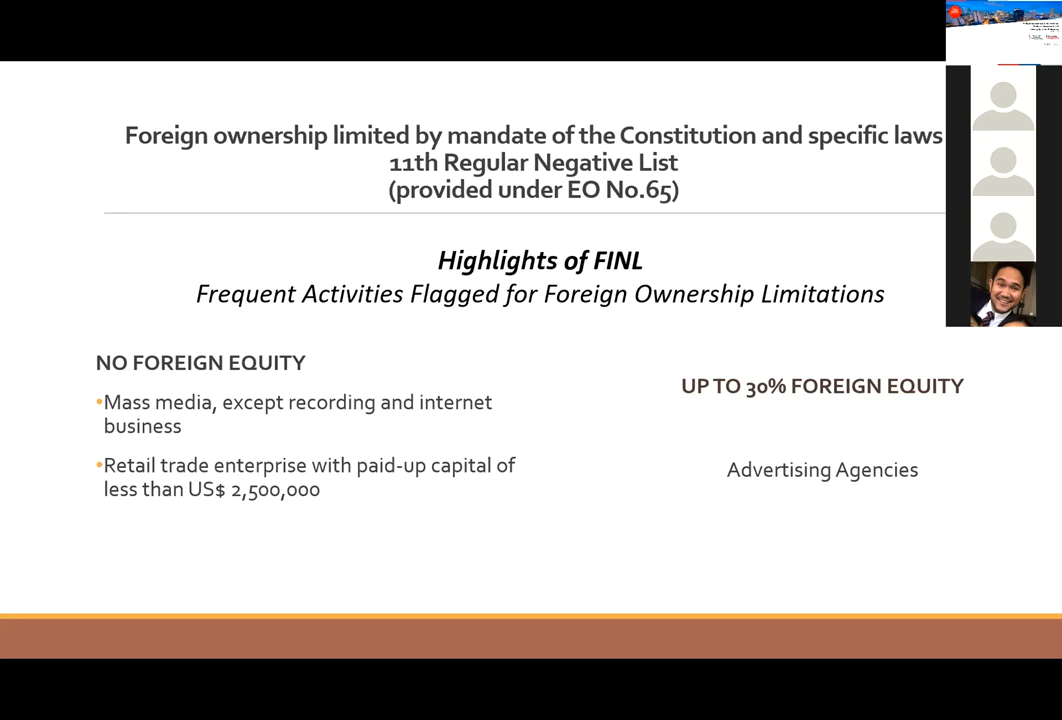 Foreign ownership limited by mandate of the Constitution and specific laws
11th Regular Negative List
(provided under EO No.65)
Highlights of FINL
Frequent Activities Flagged for Foreign Ownership Limitations
NO FOREIGN EQUITY
•Mass media, except recording and internet
business
•Retail trade enterprise with paid-up capital of
less than US$ 2,500,000
UP TO 30% FOREIGN EQUITY
Advertising Agencies